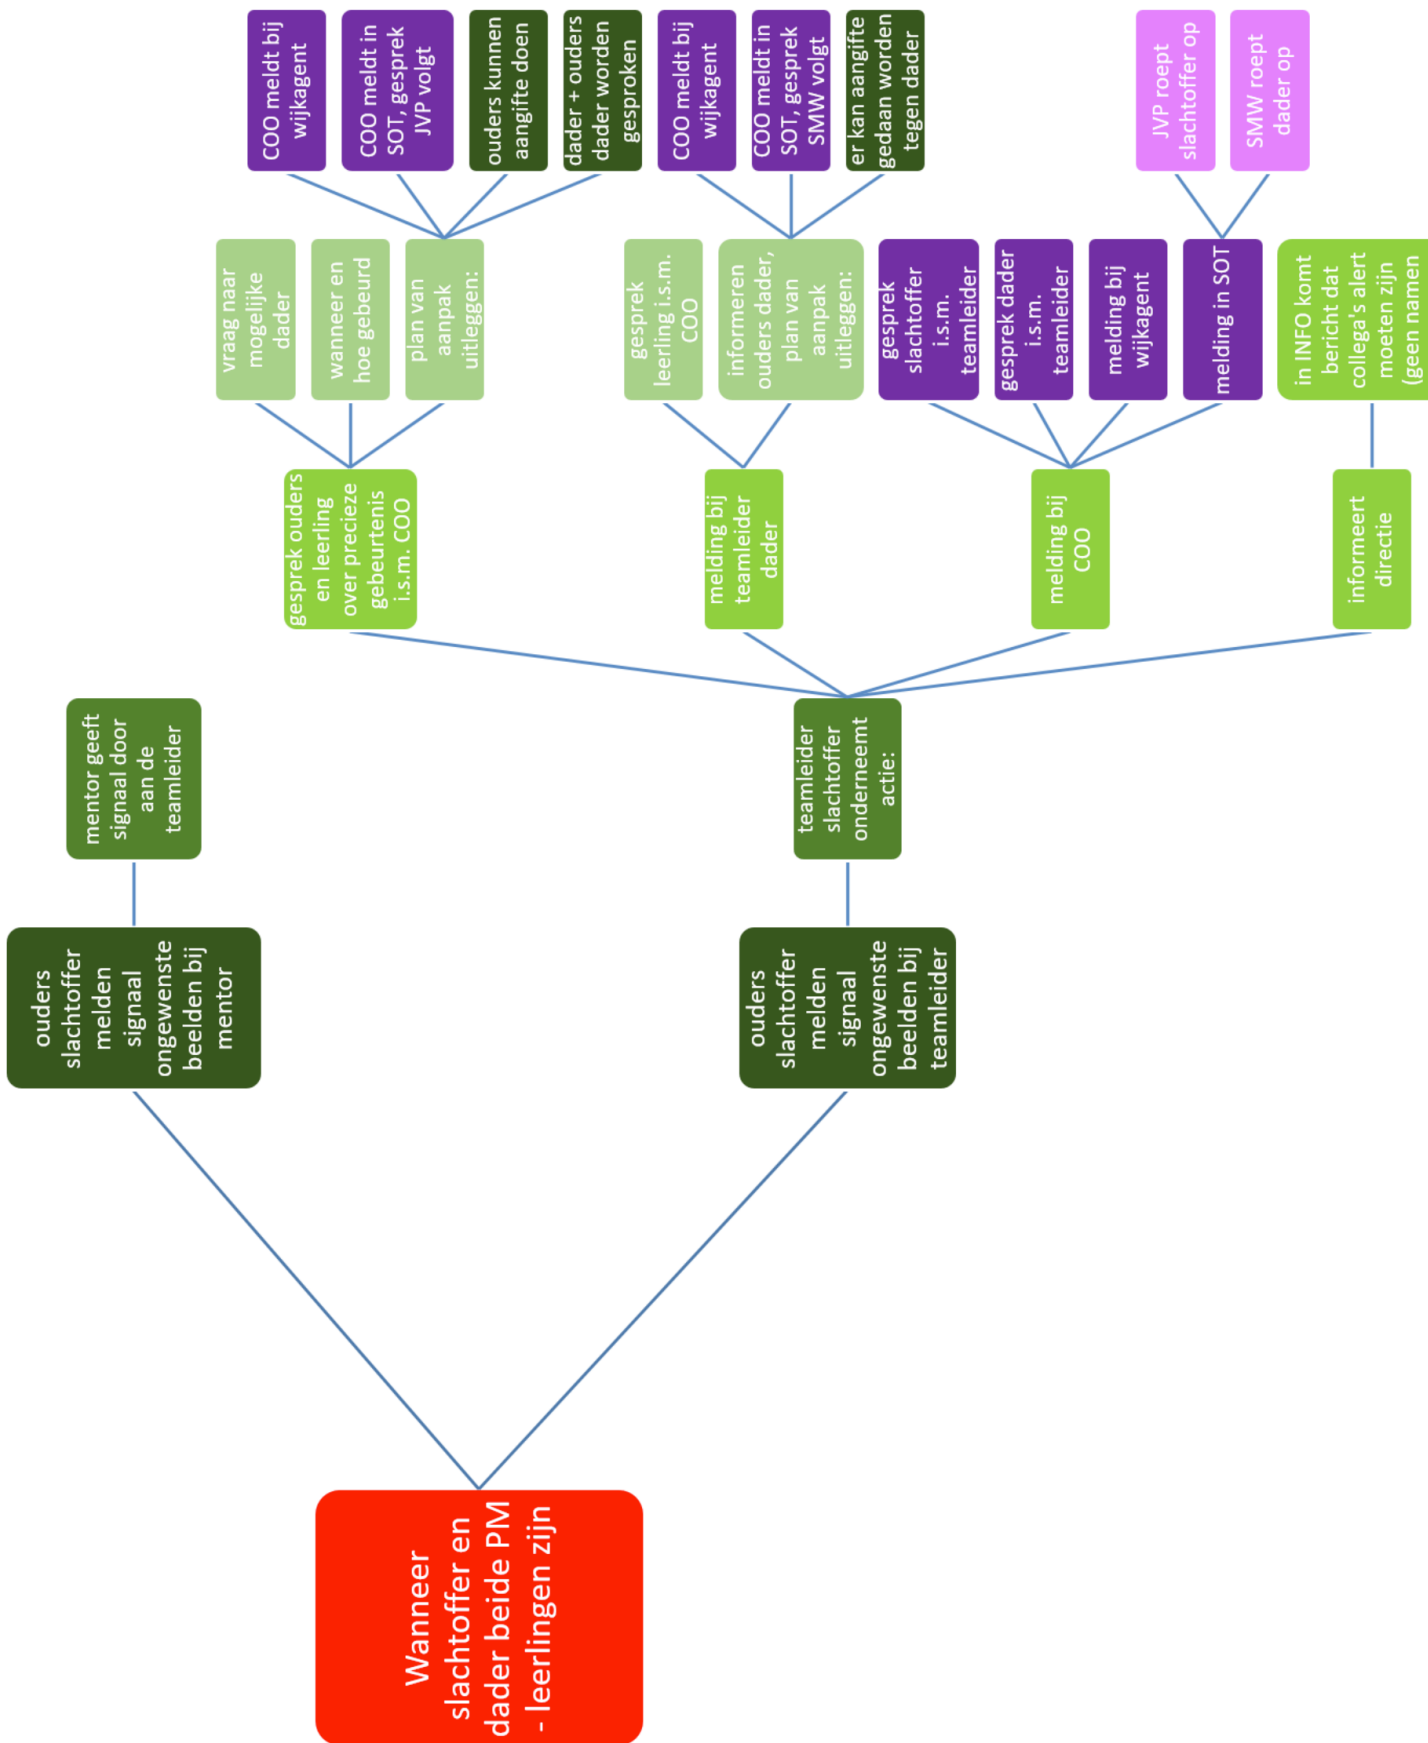 Wanneer
slachtoffer en
dader beide PM
- leerlingen zijn
ouders
slachtoffer
melden
signaal
ongewenste
beelden bij
mentor
mentor geeft
signaal door
aan de
teamleider
ouders
slachtoffer
melden
signaal
ongewenste
beelden bij
teamleider
teamleider
slachtoffer
onderneemt
actie:
gesprek ouders
en leerling
over precieze
gebeurtenis
i.s.m. COO
vraag naar
mogelijke
dader
wanneer en
hoe gebeurd
plan van
aanpak
uitleggen:
COO meldt bij
wijkagent
COO meldt in
SOT, gesprek
JVP volgt
ouders kunnen
aangifte doen
dader + ouders
dader worden
gesproken
melding bij
teamleider
dader
gesprek
leerling i.s.m.
COO
informeren
ouders dader,
plan van
aanpak
uitleggen:
COO meldt bij
wijkagent
COO meldt in
SOT, gesprek
SMW volgt
er kan aangifte
gedaan worden
tegen dader
melding bij
COO
gesprek
slachtoffer
i.s.m.
teamleider
gesprek dader
i.s.m.
teamleider
melding bij
wijkagent
melding in SOT
JVP roept
slachtoffer op
SMW roept
dader op
informeert
directie
in INFO komt
bericht dat
collega's alert
moeten zijn
(geen namen